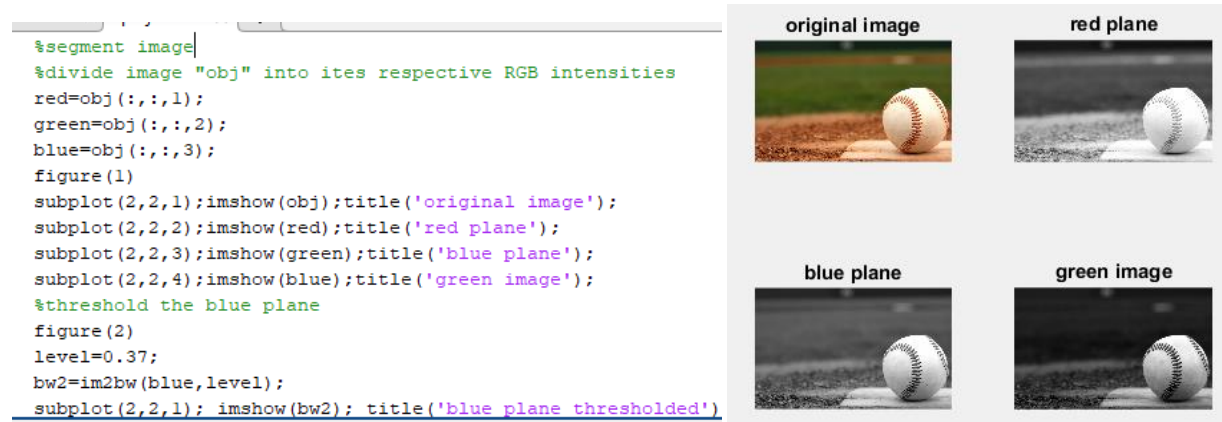 %segment image
%divide image "obj" into ites respective RGB intensities
red=obj(:,:,1);
green=obj(:,:,2);
blue=obj(:,:,3);
figure(1)
subplot(2,2,1);imshow(obj);title('original image');
subplot(2,2,2);imshow(red);title('red plane');
subplot(2,2,3);imshow(green);title('blue plane');
subplot(2,2,4);imshow(blue);title('green image');
%threshold the blue plane
figure(2)
level=0.37;
bw2=im2bw(blue,level);
subplot(2,2,1); imshow(bw2); title('blue plane thresholded')
original image
red plane
blue plane
green image